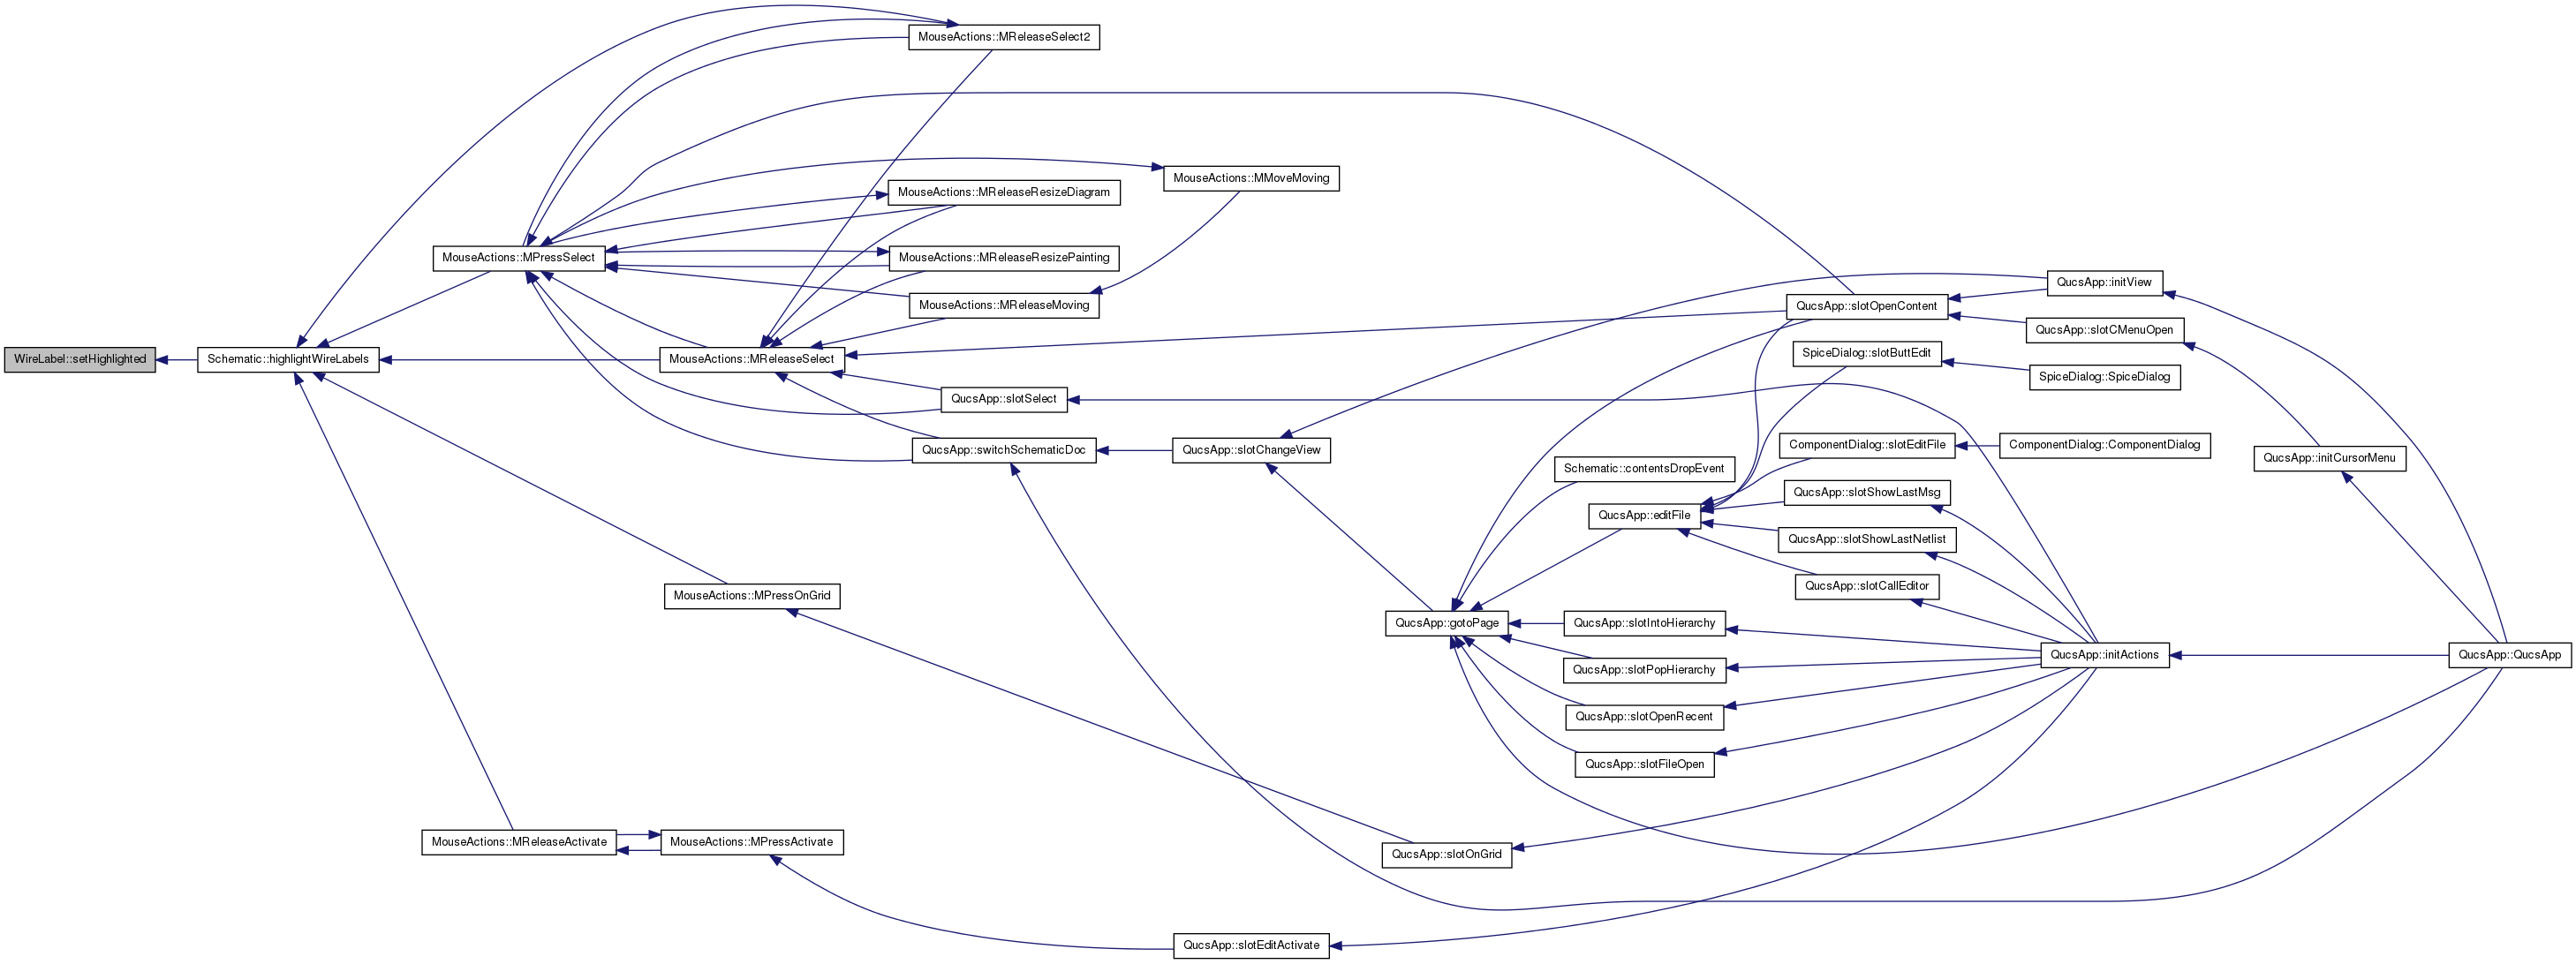 MouseActions::MReleaseSelect2
MouseActions::MMoveMoving
MouseActions::MReleaseResizeDiagram
MouseActions::MPressSelect
MouseActions::MReleaseResizePainting
QucsApp::initView
MouseActions::MReleaseMoving
QucsApp::slotOpenContent
QucsApp::slotCMenuOpen
SpiceDialog::slotButtEdit
WireLabel::setHighlighted
Schematic::highlightWireLabels
MouseActions::MReleaseSelect
SpiceDialog::SpiceDialog
QucsApp::slotSelect
ComponentDialog::slotEditFile
ComponentDialog::ComponentDialog
QucsApp::switchSchematicDoc
QucsApp::slotChangeView
QucsApp::initCursorMenu
Schematic::contentsDropEvent
QucsApp::slotShowLastMsg
QucsApp::editFile
QucsApp::slotShowLastNetlist
QucsApp::slotCallEditor
MouseActions::MPressOnGrid
QucsApp::gotoPage
QucsApp::slotIntoHierarchy
QucsApp::initActions
QucsApp::QucsApp
QucsApp::slotPopHierarchy
QucsApp::slotOpenRecent
QucsApp::slotFileOpen
MouseActions::MReleaseActivate
MouseActions::MPressActivate
QucsApp::slotOnGrid
QucsApp::slotEditActivate